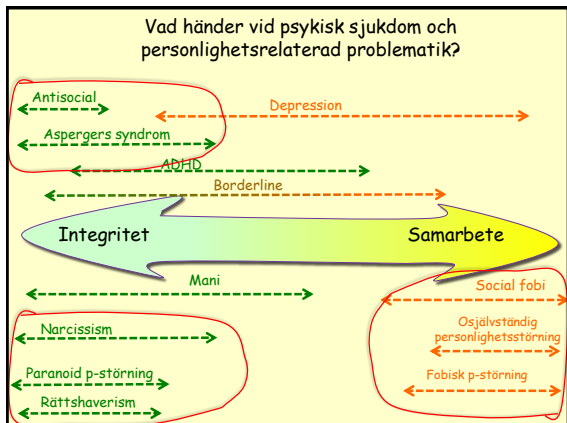 Vad händer vid psykisk sjukdom och
personlighetsrelaterad problematik?
Antisocial
Depression
Aspergers syndrom
ADHD
Borderline
Integritet
Samarbete
Mani
Social fobi
Narcissism
Osjälvständig
personlighetsstörning
Paranoid p-störning
Fobisk p-störning
Rättshaverism